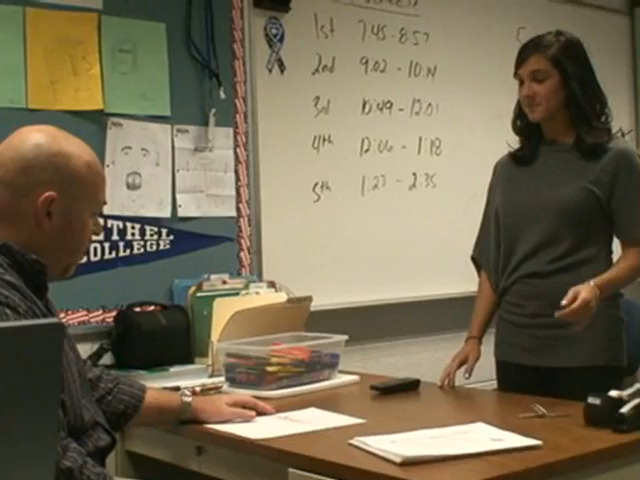 1st 7:45-8:57
2nd 9:02 - 10:14
3rd 10:49 - 12:01
4th 12:06 - 1:18
5th 1:23 - 2:35
ETHEL
COLLEGE